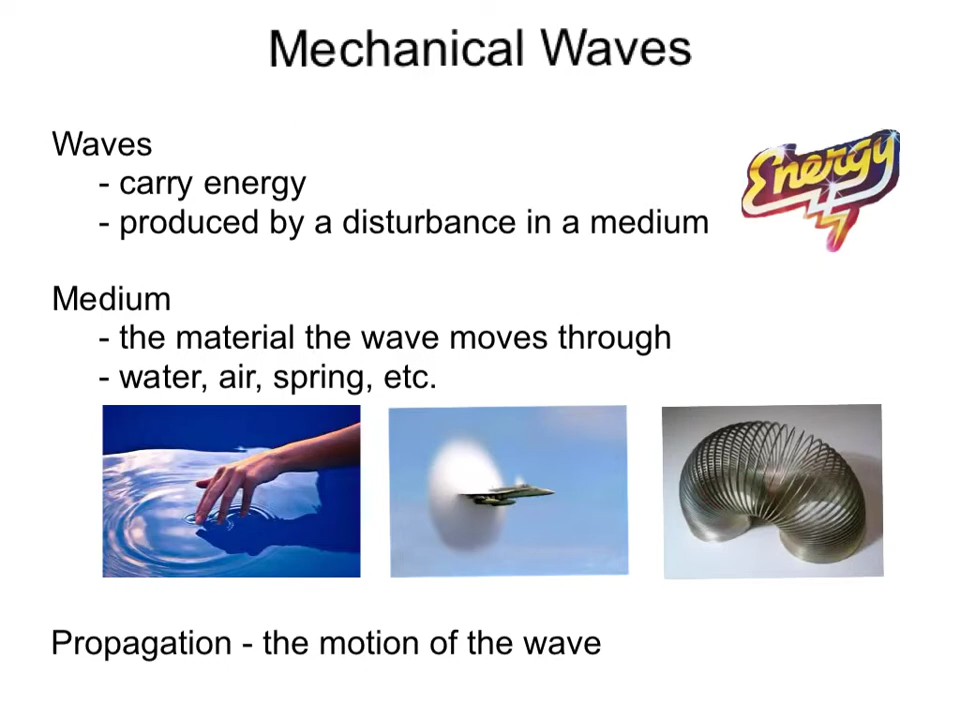 Mechanical Waves
Waves
- carry energy
- produced by a disturbance in a medium
Energy
Medium
- the material the wave moves through
- water, air, spring, etc.
Propagation - the motion of the wave